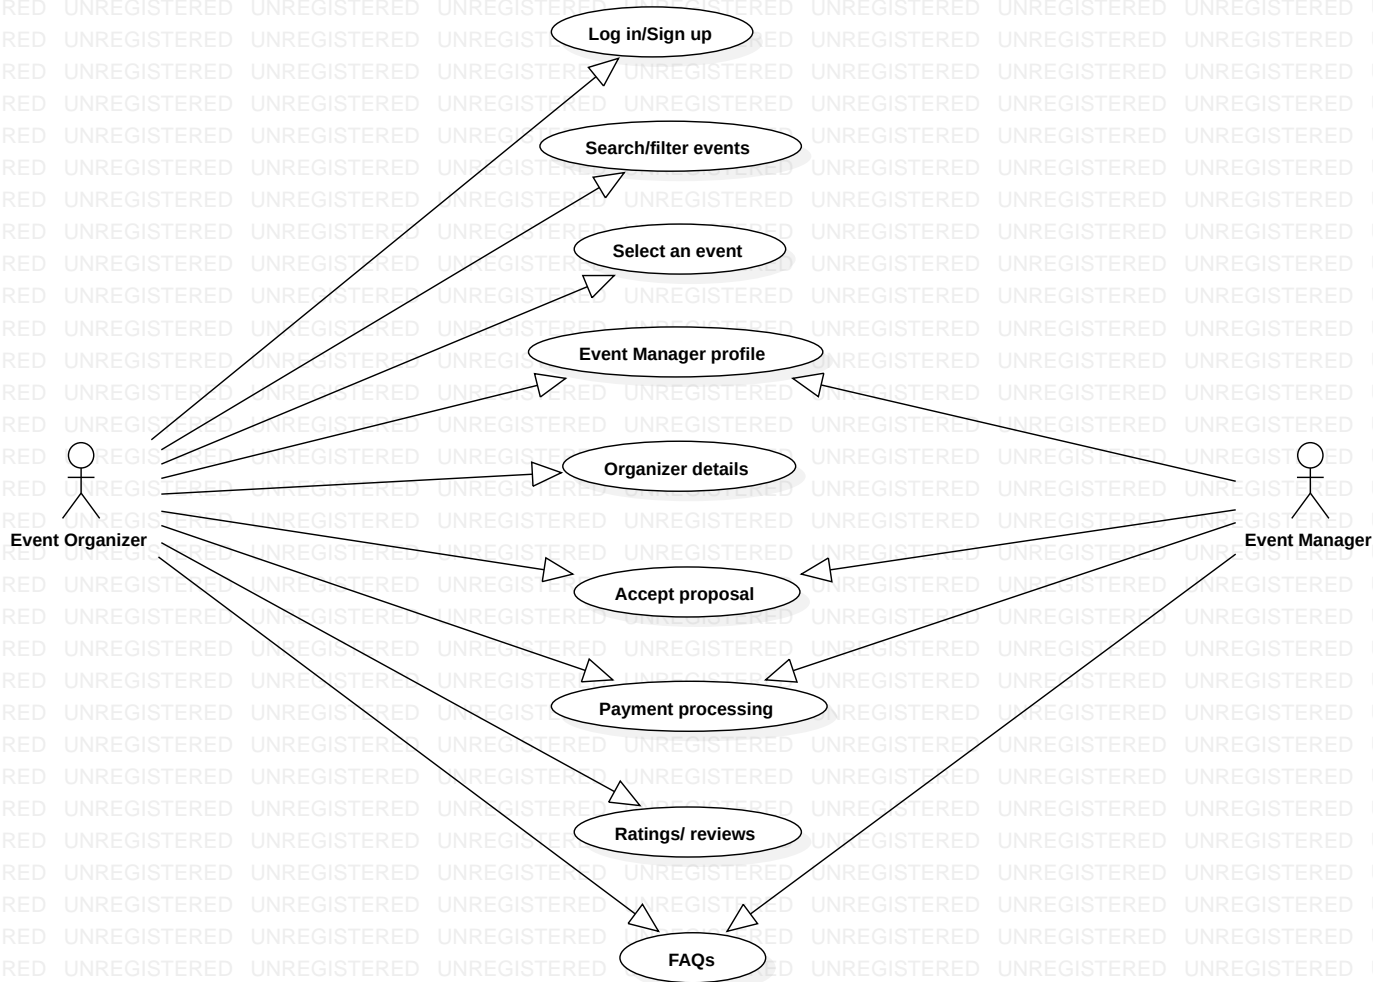 Log in/Sign up
Search/filter events
Select an event
Event Manager profile
Organizer details
Event Organizer
Event Manager
Accept proposal
Payment processing
Ratings/ reviews
FAQs
UNREGISTERED